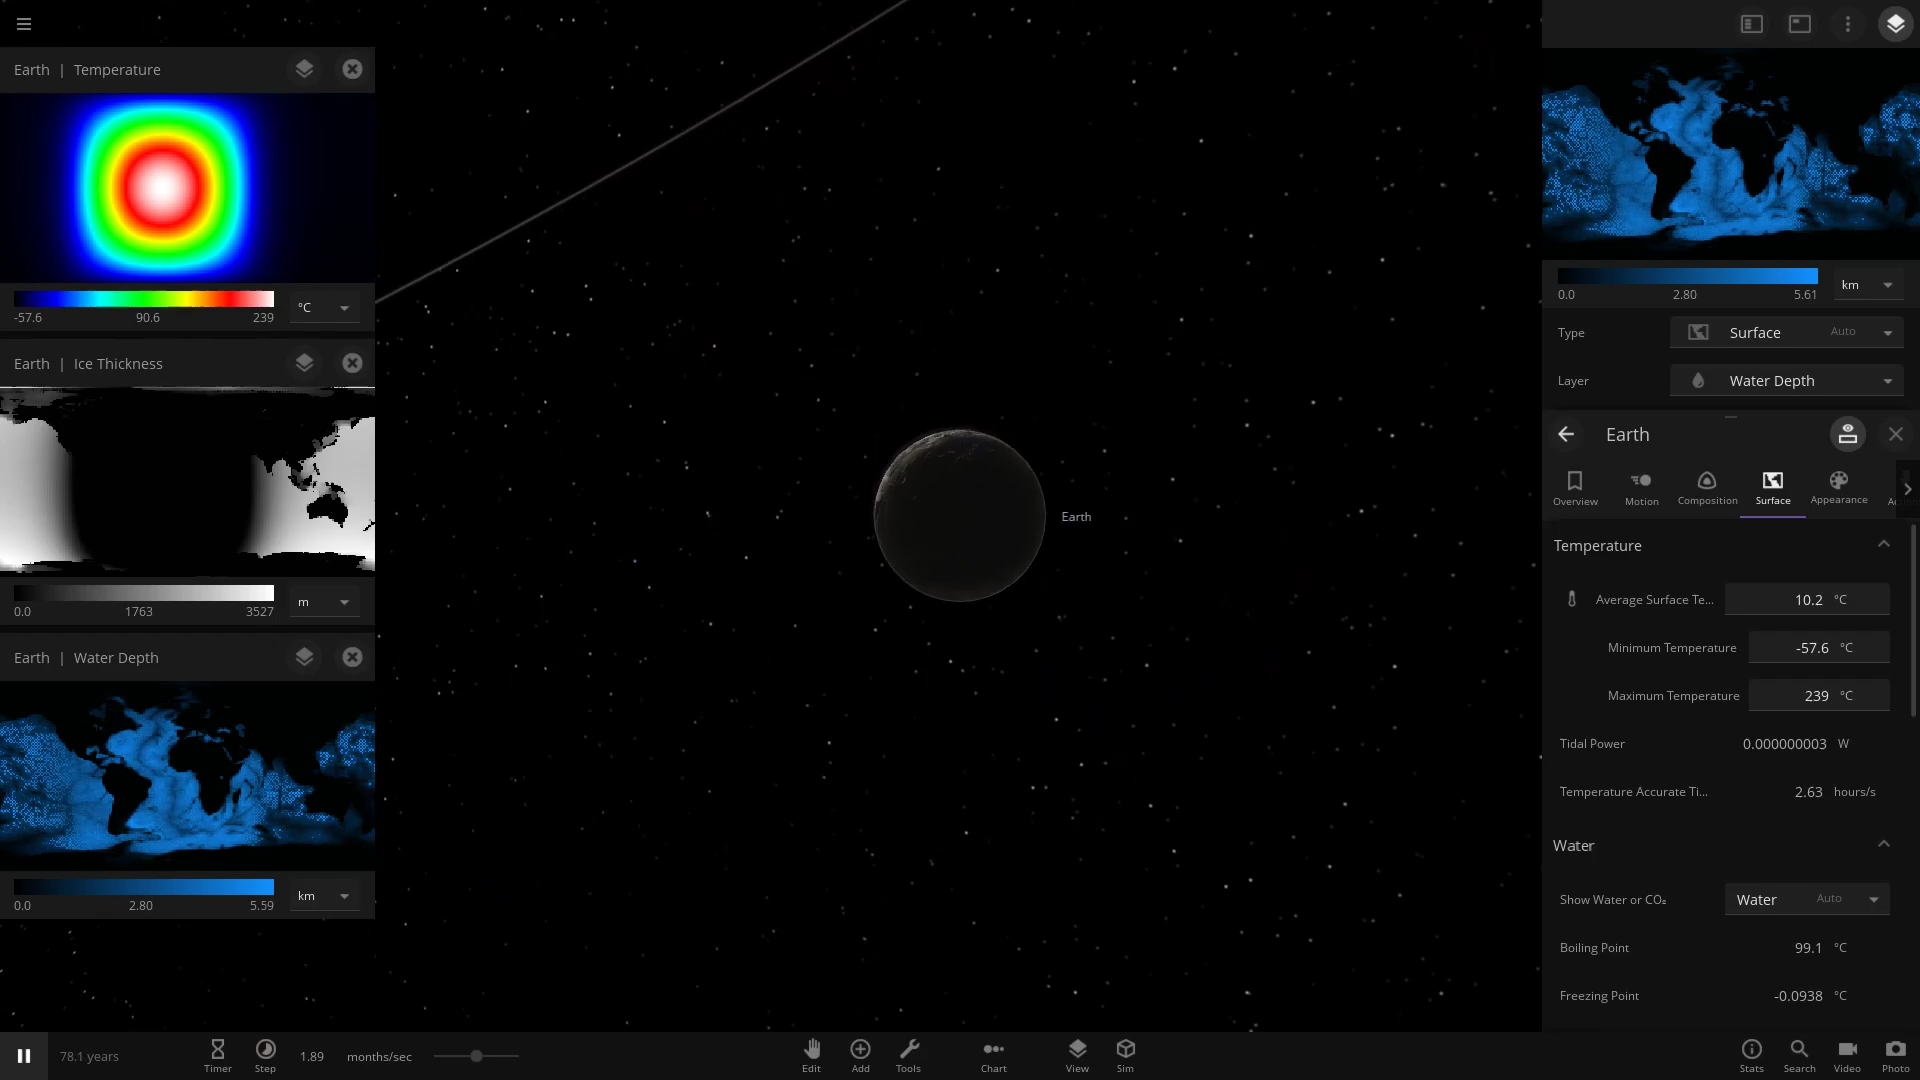 Earth | Temperature
°C
-57.6 90.6 239
Earth | Ice Thickness
m
0.0 1763 3527
Earth | Water Depth
km
0.0 2.80 5.59
Earth
km
0.0 2.80 5.61
Type Surface Auto
Layer Water Depth
Earth
Overview Motion Composition Surface Appearance
Temperature
Average Surface Te... 10.2 °C
Minimum Temperature -57.6 °C
Maximum Temperature 239 °C
Tidal Power 0.000000003 W
Temperature Accurate Ti... 2.63 hours/s
Water
Show Water or CO₂ Water Auto
Boiling Point 99.1 °C
Freezing Point -0.0938 °C
78.1 years Timer Step 1.89 months/sec Edit Add Tools Chart View Sim Stats Search Video Photo